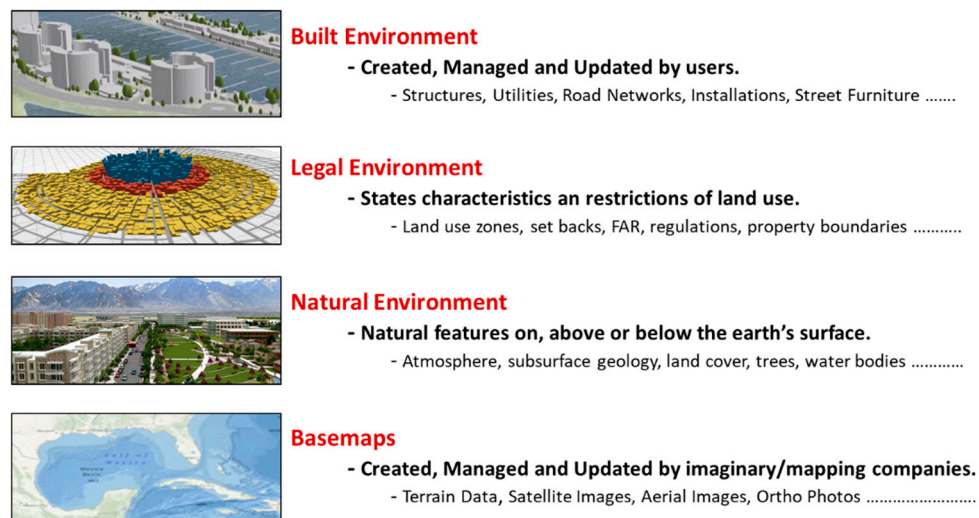 Built Environment
- Created, Managed and Updated by users.
- Structures, Utilities, Road Networks, Installations, Street Furniture .......
Legal Environment
- States characteristics an restrictions of land use.
- Land use zones, set backs, FAR, regulations, property boundaries ...........
Natural Environment
- Natural features on, above or below the earth's surface.
- Atmosphere, subsurface geology, land cover, trees, water bodies ............
Basemaps
- Created, Managed and Updated by imaginary/mapping companies.
- Terrain Data, Satellite Images, Aerial Images, Ortho Photos ........................
Gulf of
Mexico